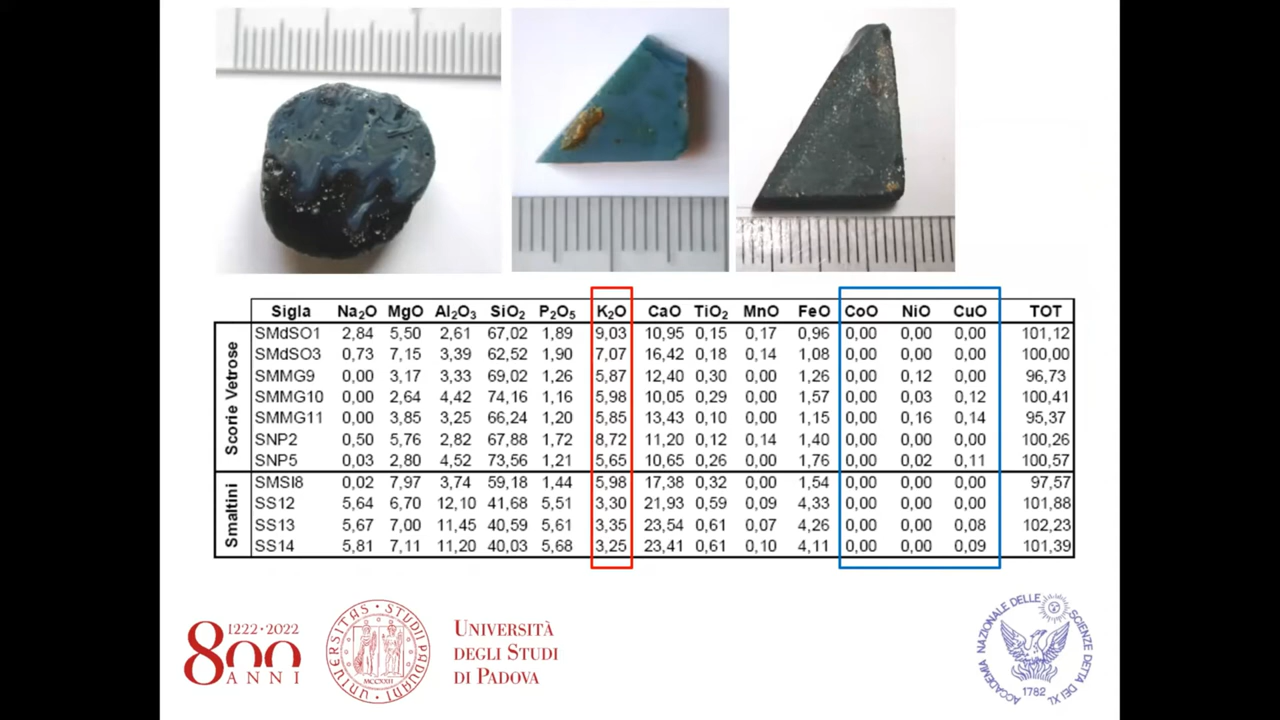 Sigla Na₂O MgO Al₂O₃ SiO₂ P₂O₅ K₂O CaO TiO₂ MnO FeO CoO NiO CuO TOT
Scorie Vetrose
SMdSO1 2,84 5,50 2,61 67,02 1,89 9,03 10,95 0,15 0,17 0,96 0,00 0,00 0,00 101,12
SMdSO3 0,73 7,15 3,39 62,52 1,90 7,07 16,42 0,18 0,14 1,08 0,00 0,00 0,00 100,00
SMMG9 0,00 3,17 3,33 69,02 1,26 5,87 12,40 0,30 0,00 1,26 0,00 0,12 0,00 96,73
SMMG10 0,00 2,64 4,42 74,16 1,16 5,98 10,05 0,29 0,00 1,57 0,00 0,03 0,12 100,41
SMMG11 0,00 3,85 3,25 66,24 1,20 5,85 13,43 0,10 0,00 1,15 0,00 0,16 0,14 95,37
SNP2 0,50 5,76 2,82 67,88 1,72 8,72 11,20 0,12 0,14 1,40 0,00 0,00 0,00 100,26
SNP5 0,03 2,80 4,52 73,56 1,21 5,65 10,65 0,26 0,00 1,76 0,00 0,02 0,11 100,57
Smaltini
SMSI8 0,02 7,97 3,74 59,18 1,44 5,98 17,38 0,32 0,00 1,54 0,00 0,00 0,00 97,57
SS12 5,64 6,70 12,10 41,68 5,51 3,30 21,93 0,59 0,09 4,33 0,00 0,00 0,00 101,88
SS13 5,67 7,00 11,45 40,59 5,61 3,35 23,54 0,61 0,07 4,26 0,00 0,00 0,08 102,23
SS14 5,81 7,11 11,20 40,03 5,68 3,25 23,41 0,61 0,10 4,11 0,00 0,00 0,09 101,39
1222·2022
800
ANNI
UNIVERSITAS STUDII PADUANI
MCCXXII
UNIVERSITÀ
DEGLI STUDI
DI PADOVA
ACCADEMIA NAZIONALE DELLE SCIENZE DETTA DEI XL
1782